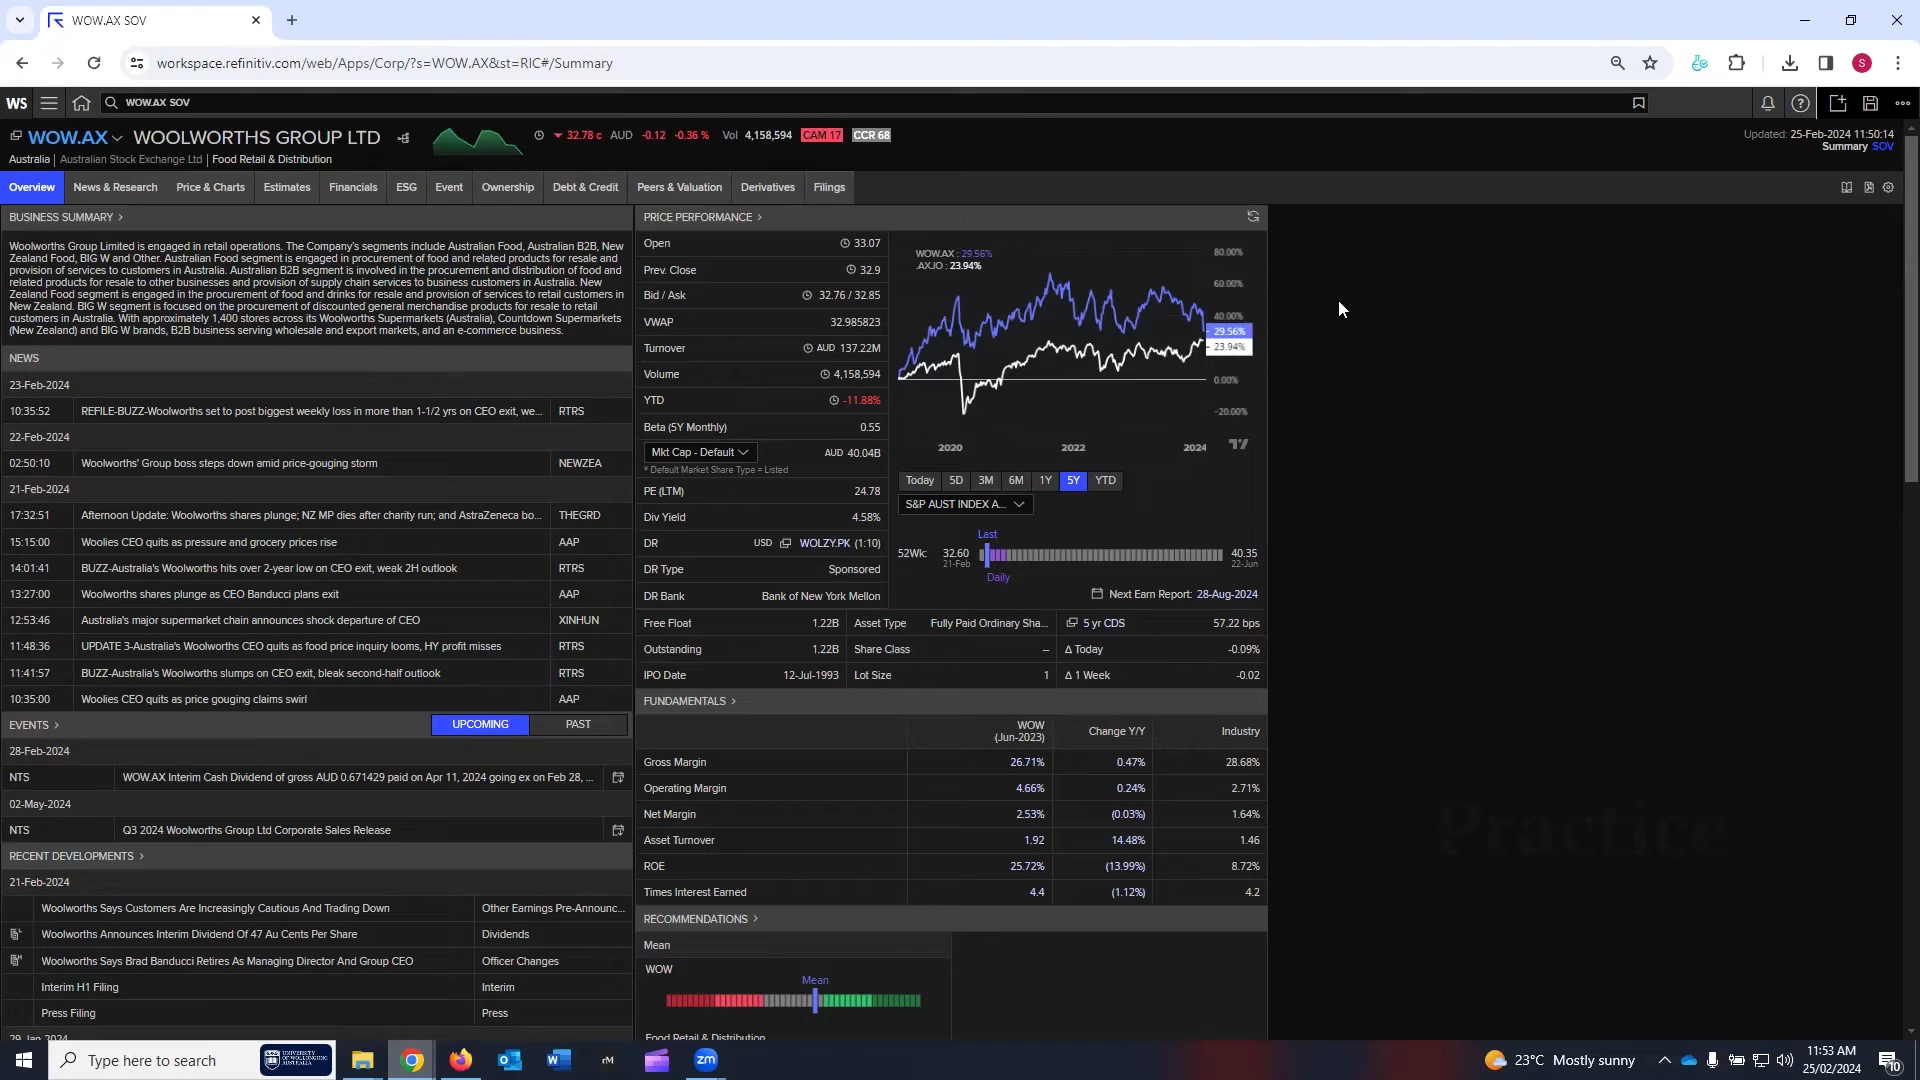 WOW.AX SOV
workspace.refinitiv.com/web/Apps/Corp/?s=WOW.AX&st=RIC#/Summary
S
WS
WOW.AX SOV
WOW.AX WOOLWORTHS GROUP LTD
32.78 c AUD -0.12 -0.36 % Vol 4,158,594 CAM 17 CCR 68
Updated: 25-Feb-2024 11:50:14
Summary SOV
Australia | Australian Stock Exchange Ltd | Food Retail & Distribution
Overview News & Research Price & Charts Estimates Financials ESG Event Ownership Debt & Credit Peers & Valuation Derivatives Filings
BUSINESS SUMMARY >
Woolworths Group Limited is engaged in retail operations. The Company's segments include Australian Food, Australian B2B, New
Zealand Food, BIG W and Other. Australian Food segment is engaged in procurement of food and related products for resale and
provision of services to customers in Australia. Australian B2B segment is involved in the procurement and distribution of food and
related products for resale to other businesses and provision of supply chain services to business customers in Australia. New
Zealand Food segment is engaged in the procurement of food and drinks for resale and provision of services to retail customers in
New Zealand. BIG W segment is focused on the procurement of discounted general merchandise products for resale to retail
customers in Australia. With approximately 1,400 stores across its Woolworths Supermarkets (Australia), Countdown Supermarkets
(New Zealand) and BIG W brands, B2B business serving wholesale and export markets, and an e-commerce business.
NEWS
23-Feb-2024
10:35:52 REFILE-BUZZ-Woolworths set to post biggest weekly loss in more than 1-1/2 yrs on CEO exit, we... RTRS
22-Feb-2024
02:50:10 Woolworths' Group boss steps down amid price-gouging storm NEWZEA
21-Feb-2024
17:32:51 Afternoon Update: Woolworths shares plunge; NZ MP dies after charity run; and AstraZeneca bo... THEGRD
15:15:00 Woolies CEO quits as pressure and grocery prices rise AAP
14:01:41 BUZZ-Australia's Woolworths hits over 2-year low on CEO exit, weak 2H outlook RTRS
13:27:00 Woolworths shares plunge as CEO Banducci plans exit AAP
12:53:46 Australia's major supermarket chain announces shock departure of CEO XINHUN
11:48:36 UPDATE 3-Australia's Woolworths CEO quits as food price inquiry looms, HY profit misses RTRS
11:41:57 BUZZ-Australia's Woolworths slumps on CEO exit, bleak second-half outlook RTRS
10:35:00 Woolies CEO quits as price gouging claims swirl AAP
EVENTS > UPCOMING PAST
28-Feb-2024
NTS WOW.AX Interim Cash Dividend of gross AUD 0.671429 paid on Apr 11, 2024 going ex on Feb 28, ...
02-May-2024
NTS Q3 2024 Woolworths Group Ltd Corporate Sales Release
RECENT DEVELOPMENTS >
21-Feb-2024
Woolworths Says Customers Are Increasingly Cautious And Trading Down Other Earnings Pre-Announc...
Woolworths Announces Interim Dividend Of 47 Au Cents Per Share Dividends
Woolworths Says Brad Banducci Retires As Managing Director And Group CEO Officer Changes
Interim H1 Filing Interim
Press Filing Press
29-Jan-2024
PRICE PERFORMANCE >
Open 33.07
Prev. Close 32.9
Bid / Ask 32.76 / 32.85
VWAP 32.985823
Turnover AUD 137.22M
Volume 4,158,594
YTD -11.88%
Beta (5Y Monthly) 0.55
Mkt Cap - Default AUD 40.04B
* Default Market Share Type = Listed
PE (LTM) 24.78
Div Yield 4.58%
DR USD WOLZY.PK (1:10)
DR Type Sponsored
DR Bank Bank of New York Mellon
WOW.AX : 29.56%
.AXJO : 23.94%
80.00%
60.00%
40.00%
29.56%
23.94%
0.00%
-20.00%
2020 2022 2024
Today 5D 3M 6M 1Y 5Y YTD
S&P AUST INDEX A...
Last
52Wk: 32.60 40.35
21-Feb 22-Jun
Daily
Next Earn Report: 28-Aug-2024
Free Float 1.22B Asset Type Fully Paid Ordinary Sha... 5 yr CDS 57.22 bps
Outstanding 1.22B Share Class – Δ Today -0.09%
IPO Date 12-Jul-1993 Lot Size 1 Δ 1 Week -0.02
FUNDAMENTALS >
WOW
(Jun-2023) Change Y/Y Industry
Gross Margin 26.71% 0.47% 28.68%
Operating Margin 4.66% 0.24% 2.71%
Net Margin 2.53% (0.03%) 1.64%
Asset Turnover 1.92 14.48% 1.46
ROE 25.72% (13.99%) 8.72%
Times Interest Earned 4.4 (1.12%) 4.2
RECOMMENDATIONS >
Mean
WOW
Mean
Food Retail & Distribution
Practice
Type here to search
UNIVERSITY OF WOLLONGONG AUSTRALIA
rM
zm
23°C Mostly sunny
11:53 AM
25/02/2024
10